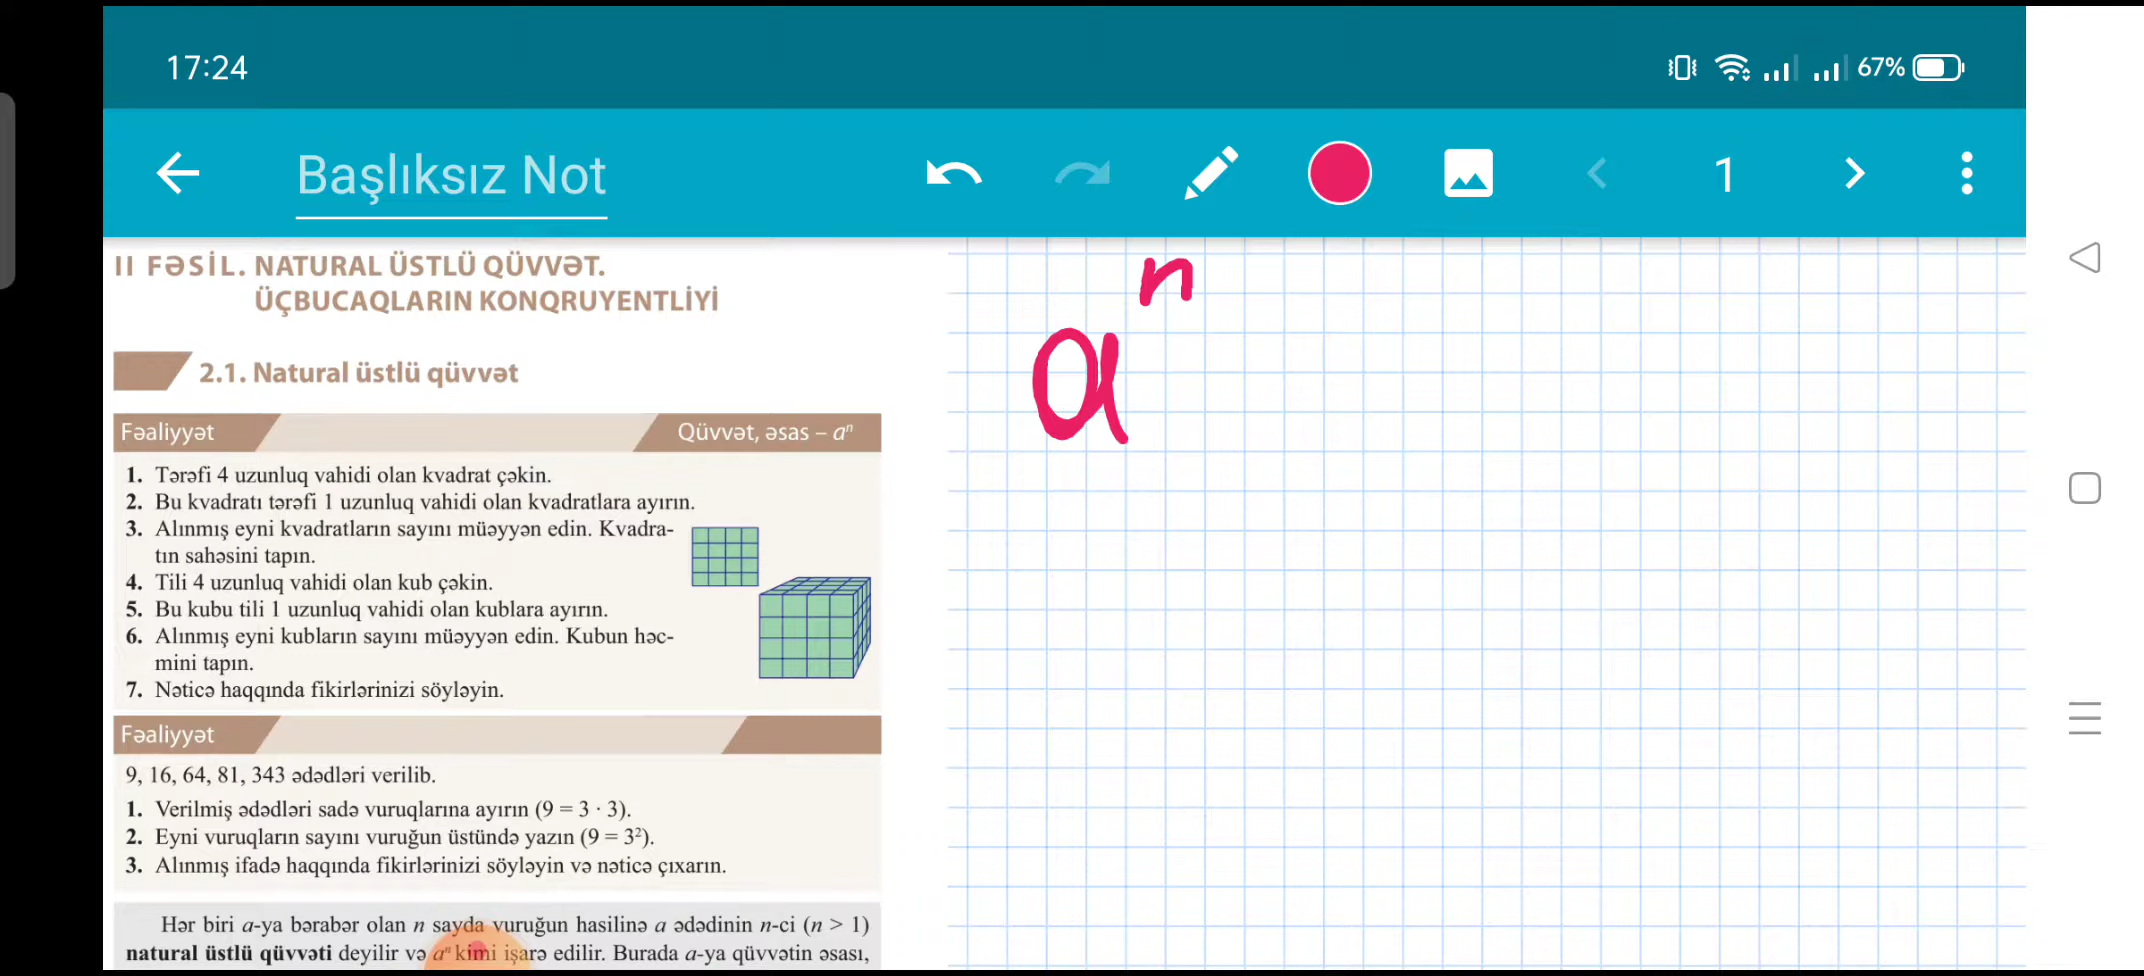 17:24
67%
Başlıksız Not
1
II FƏSİL. NATURAL ÜSTLÜ QÜVVƏT.
ÜÇBUCAQLARIN KONQRUYENTLİYİ
2.1. Natural üstlü qüvvət
Fəaliyyət
Qüvvət, əsas – aⁿ
1. Tərəfi 4 uzunluq vahidi olan kvadrat çəkin.
2. Bu kvadratı tərəfi 1 uzunluq vahidi olan kvadratlara ayırın.
3. Alınmış eyni kvadratların sayını müəyyən edin. Kvadra-
tın sahəsini tapın.
4. Tili 4 uzunluq vahidi olan kub çəkin.
5. Bu kubu tili 1 uzunluq vahidi olan kublara ayırın.
6. Alınmış eyni kubların sayını müəyyən edin. Kubun həc-
mini tapın.
7. Nəticə haqqında fikirlərinizi söyləyin.
Fəaliyyət
9, 16, 64, 81, 343 ədədləri verilib.
1. Verilmiş ədədləri sadə vuruqlarına ayırın (9 = 3 · 3).
2. Eyni vuruqların sayını vuruğun üstündə yazın (9 = 3²).
3. Alınmış ifadə haqqında fikirlərinizi söyləyin və nəticə çıxarın.
Hər biri a-ya bərabər olan n sayda vuruğun hasilinə a ədədinin n-ci (n > 1)
natural üstlü qüvvəti deyilir və aⁿ kimi işarə edilir. Burada a-ya qüvvətin əsası,
aⁿ